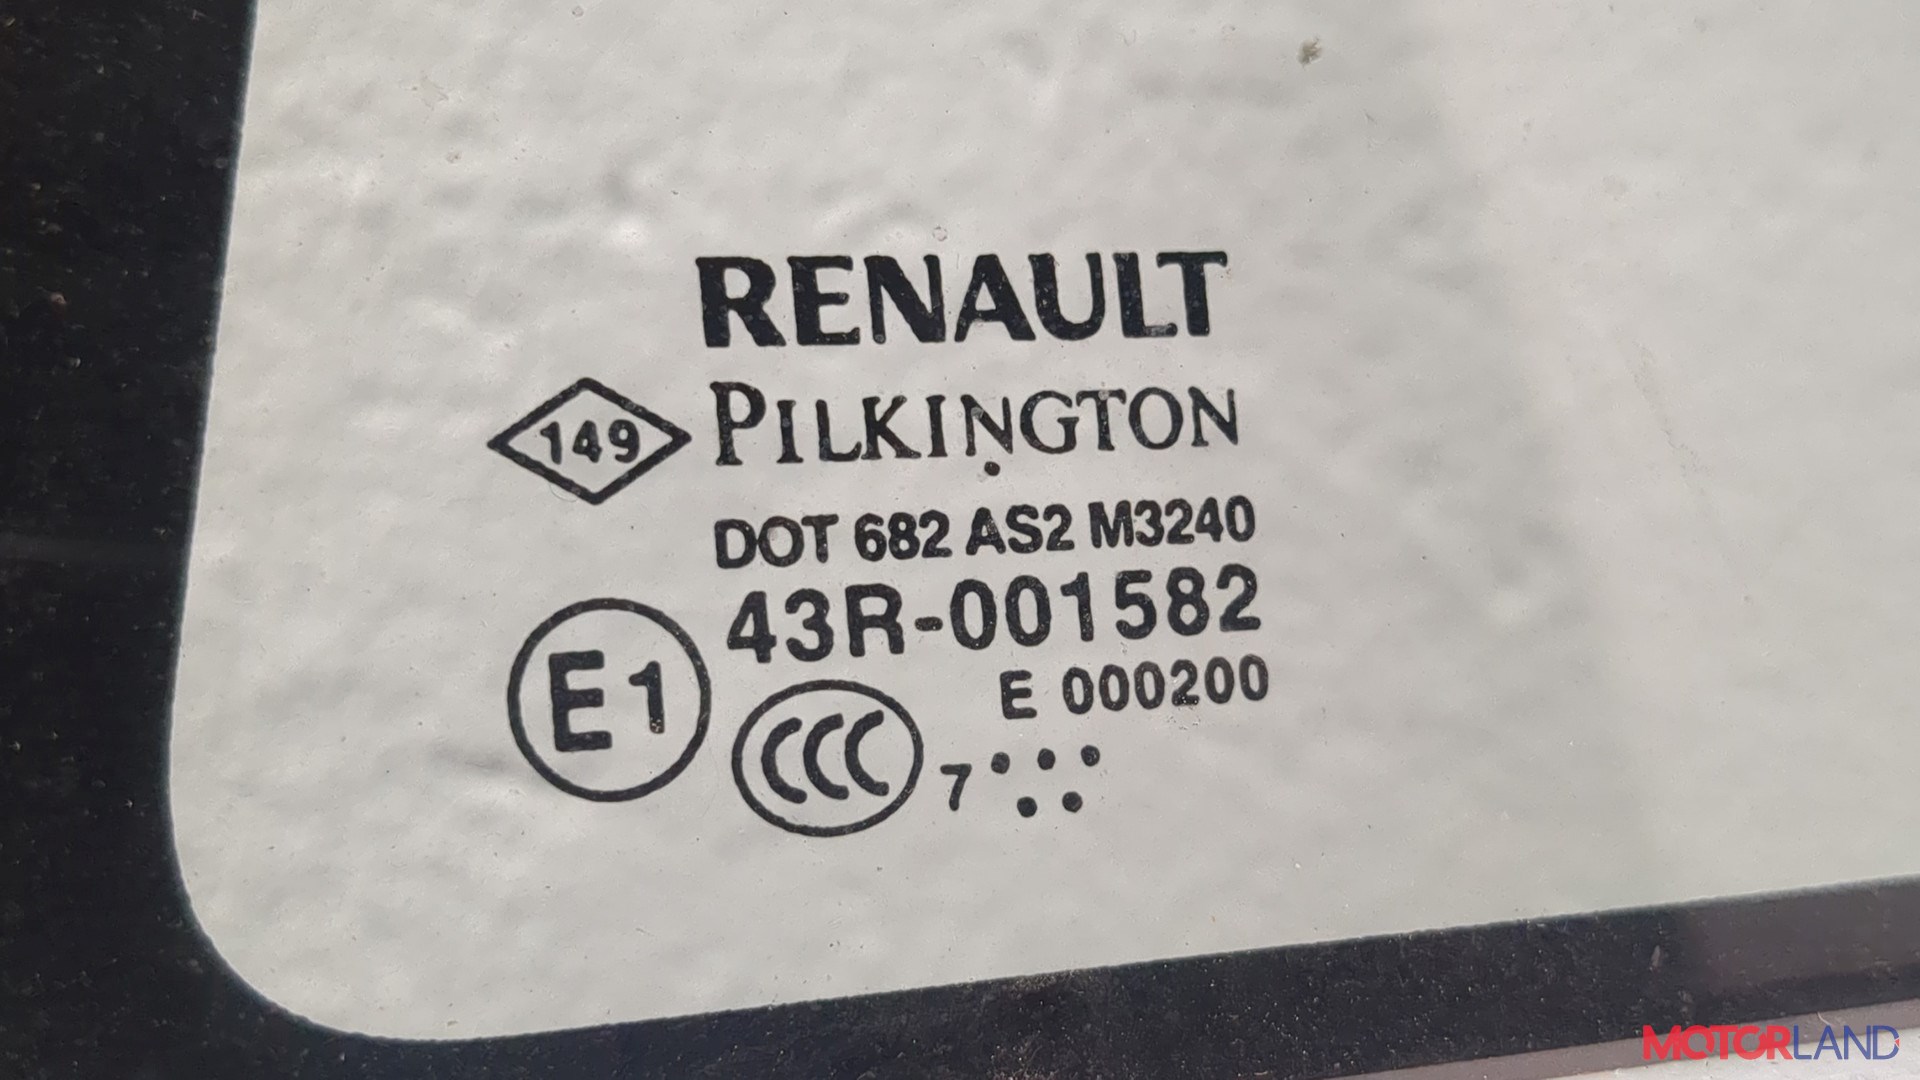 RENAULT
149 PILKINGTON
DOT 682 AS2 M3240
43R-001582
E1
E 000200
CCC
7
MOTORLAND